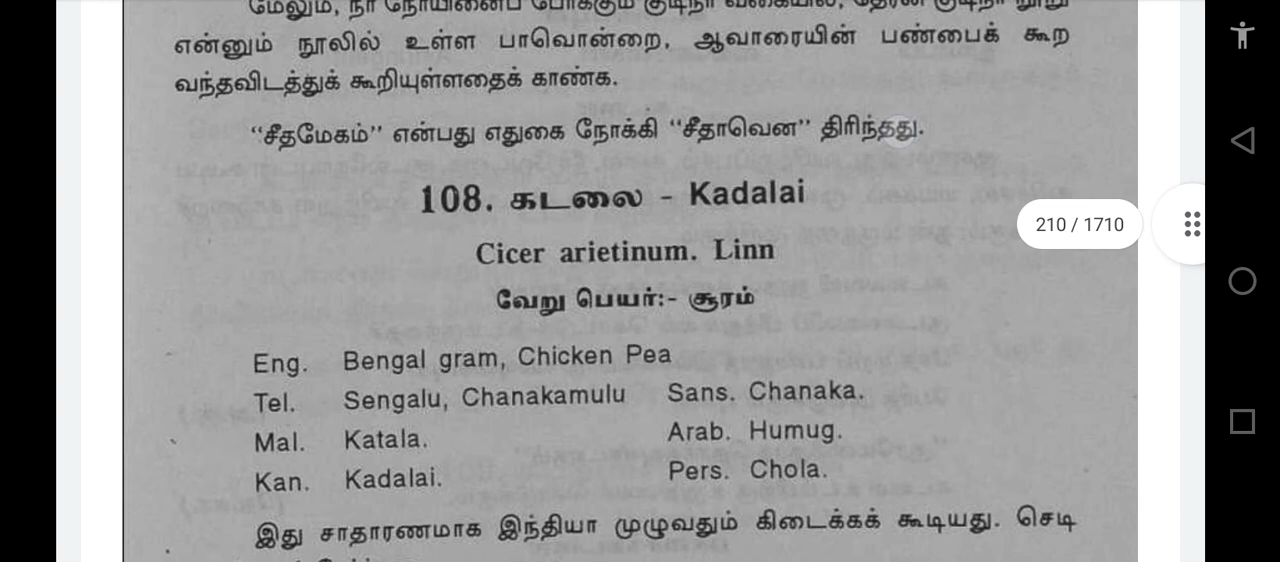 மேலும், நீர் நோயினைப் போக்கும் குடிநீர் வகையில், தேரன் குடிநீர் நூறு
என்னும் நூலில் உள்ள பாவொன்றை, ஆவாரையின் பண்பைக் கூற
வந்தவிடத்துக் கூறியுள்ளதைக் காண்க.
“சீதமேகம்” என்பது எதுகை நோக்கி “சீதாவென” திரிந்தது.
108. கடலை - Kadalai
210 / 1710
Cicer arietinum. Linn
வேறு பெயர்:- சூரம்
Eng. Bengal gram, Chicken Pea
Tel. Sengalu, Chanakamulu Sans. Chanaka.
Mal. Katala. Arab. Humug.
Kan. Kadalai. Pers. Chola.
இது சாதாரணமாக இந்தியா முழுவதும் கிடைக்கக் கூடியது. செடி